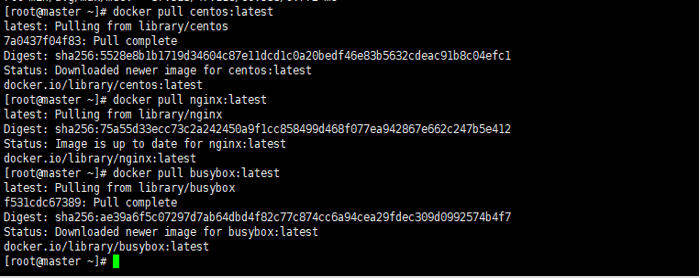 [root@master ~]# docker pull centos:latest
latest: Pulling from library/centos
7a0437f04f83: Pull complete
Digest: sha256:5528e8b1b1719d34604c87e11dcd1c0a20bedf46e83b5632cdeac91b8c04efc1
Status: Downloaded newer image for centos:latest
docker.io/library/centos:latest
[root@master ~]# docker pull nginx:latest
latest: Pulling from library/nginx
Digest: sha256:75a55d33ecc73c2a242450a9f1cc858499d468f077ea942867e662c247b5e412
Status: Image is up to date for nginx:latest
docker.io/library/nginx:latest
[root@master ~]# docker pull busybox:latest
latest: Pulling from library/busybox
f531cdc67389: Pull complete
Digest: sha256:ae39a6f5c07297d7ab64dbd4f82c77c874cc6a94cea29fdec309d0992574b4f7
Status: Downloaded newer image for busybox:latest
docker.io/library/busybox:latest
[root@master ~]#